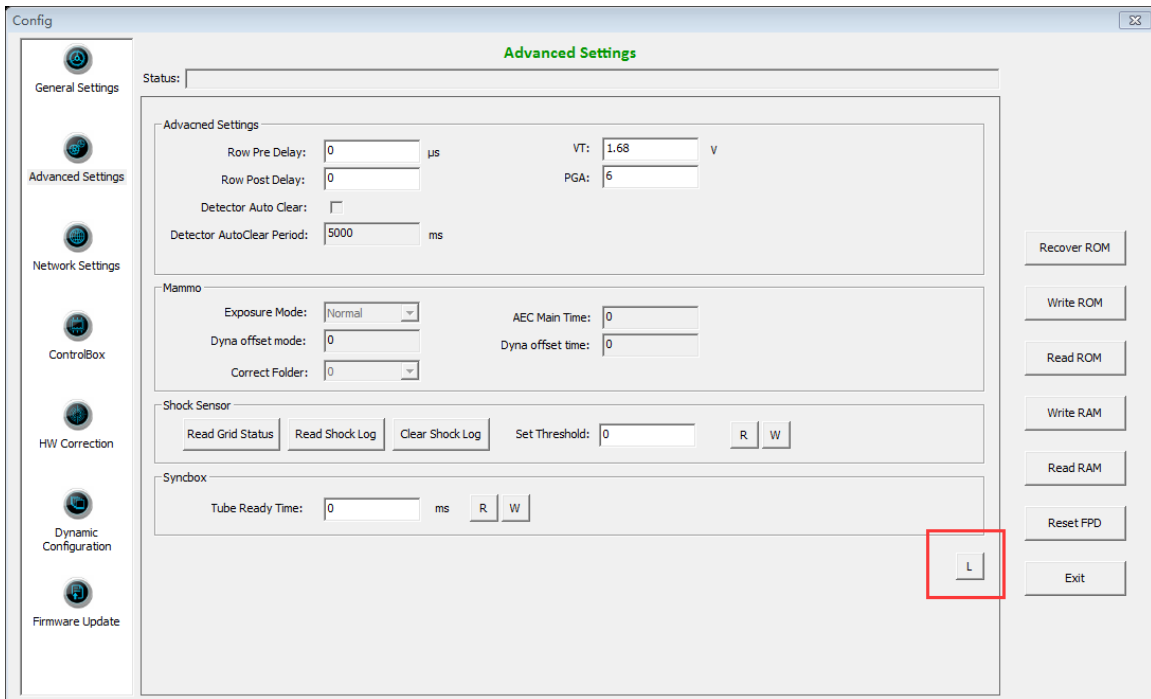 Config
Advanced Settings
Status:
General Settings
Advanced Settings
Network Settings
ControlBox
HW Correction
Dynamic
Configuration
Firmware Update
Advacned Settings
Row Pre Delay: 0 µs VT: 1.68 V
Row Post Delay: 0 PGA: 6
Detector Auto Clear:
Detector AutoClear Period: 5000 ms
Mammo
Exposure Mode: Normal AEC Main Time: 0
Dyna offset mode: 0 Dyna offset time: 0
Correct Folder: 0
Shock Sensor
Read Grid Status Read Shock Log Clear Shock Log Set Threshold: 0 R W
Syncbox
Tube Ready Time: 0 ms R W
L
Recover ROM
Write ROM
Read ROM
Write RAM
Read RAM
Reset FPD
Exit